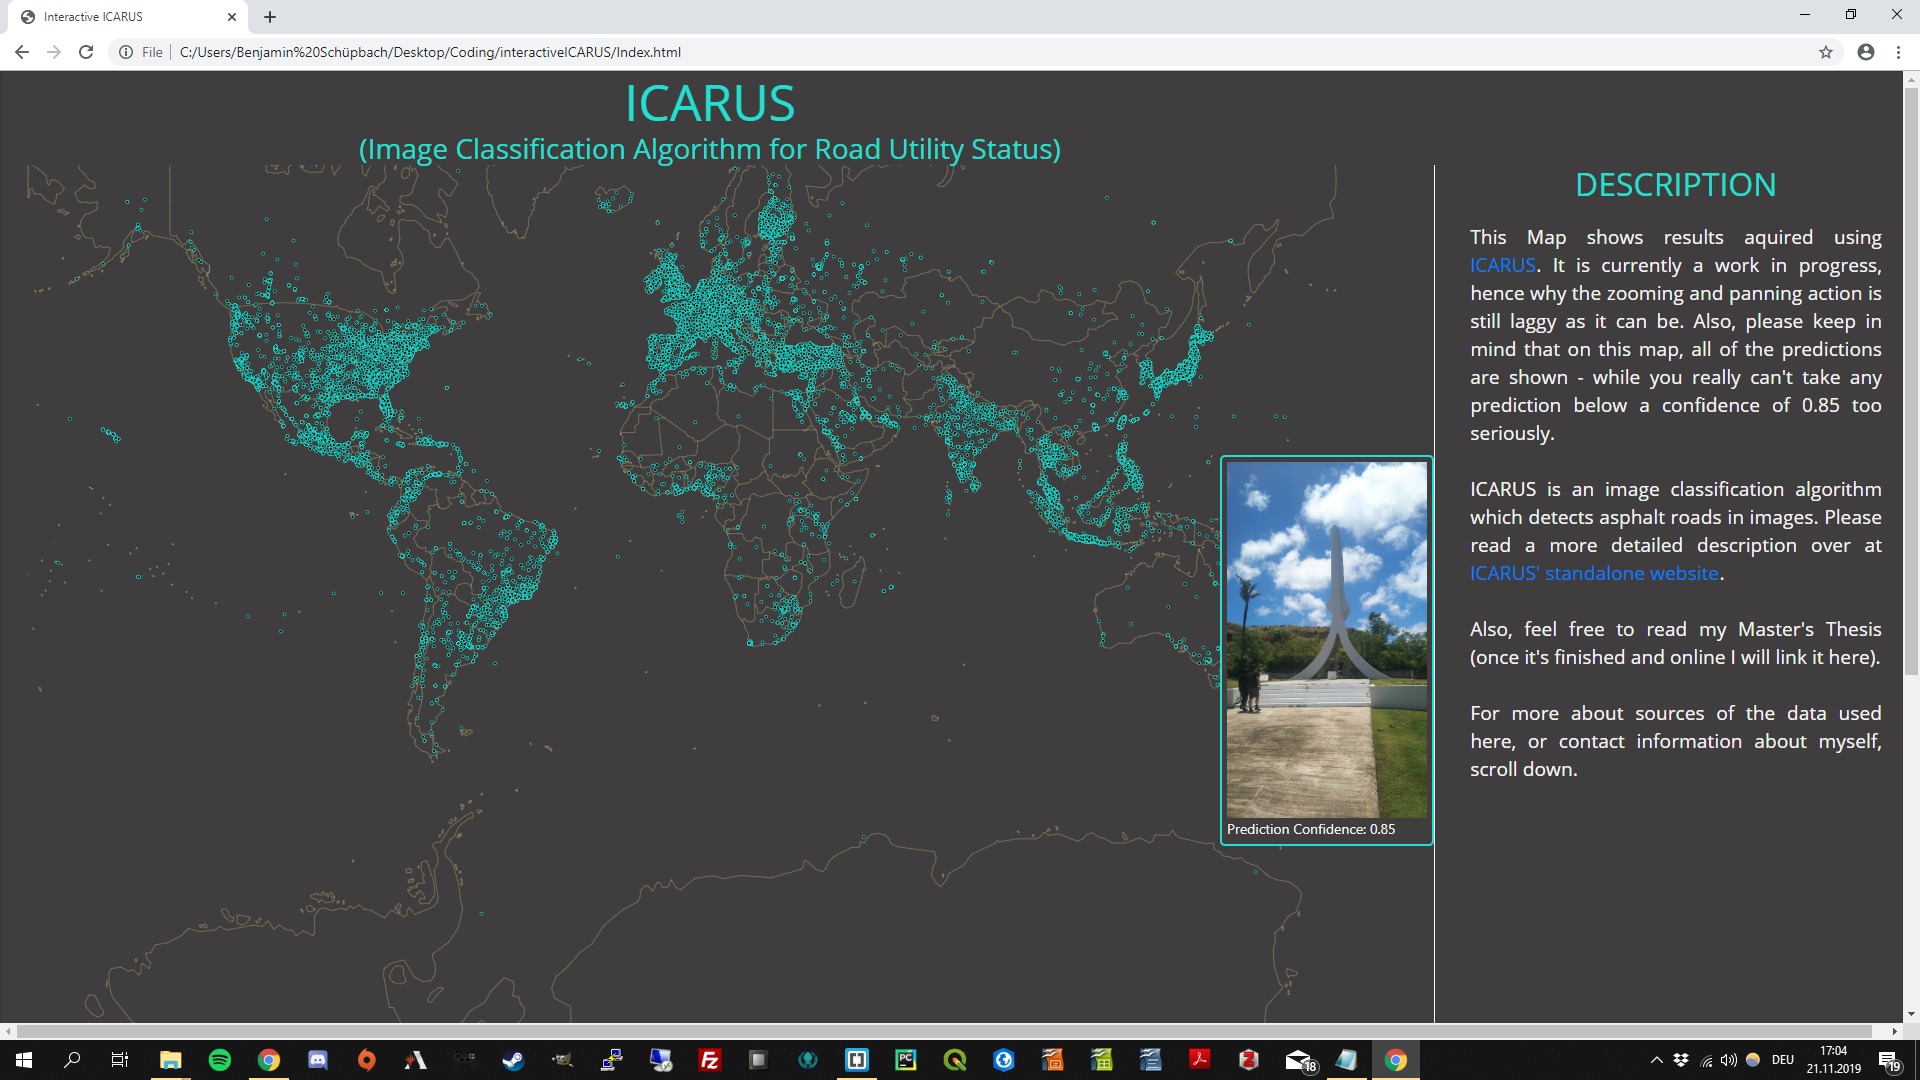 Interactive ICARUS
File
C:/Users/Benjamin%20Schüpbach/Desktop/Coding/interactiveICARUS/Index.html
ICARUS
(Image Classification Algorithm for Road Utility Status)
DESCRIPTION
This Map shows results aquired using
ICARUS. It is currently a work in progress,
hence why the zooming and panning action is
still laggy as it can be. Also, please keep in
mind that on this map, all of the predictions
are shown - while you really can't take any
prediction below a confidence of 0.85 too
seriously.
ICARUS is an image classification algorithm
which detects asphalt roads in images. Please
read a more detailed description over at
ICARUS' standalone website.
Also, feel free to read my Master's Thesis
(once it's finished and online I will link it here).
For more about sources of the data used
here, or contact information about myself,
scroll down.
Prediction Confidence: 0.85
PC
18
DEU
17:04
21.11.2019
19